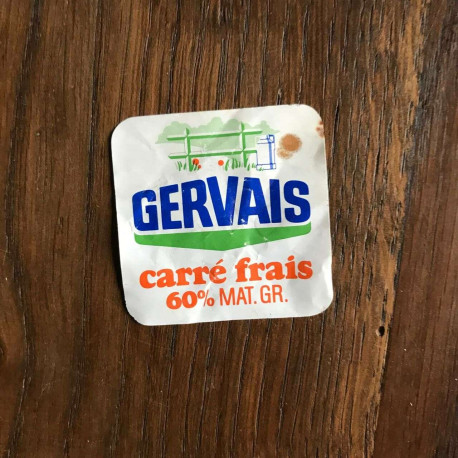 GERVAIS
carré frais
60% MAT. GR.